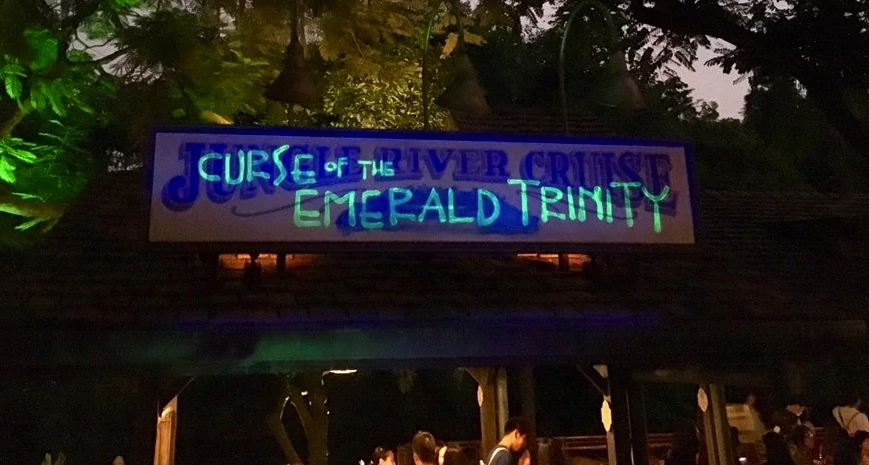 JUNGLE RIVER CRUISE
CURSE OF THE
EMERALD TRINITY